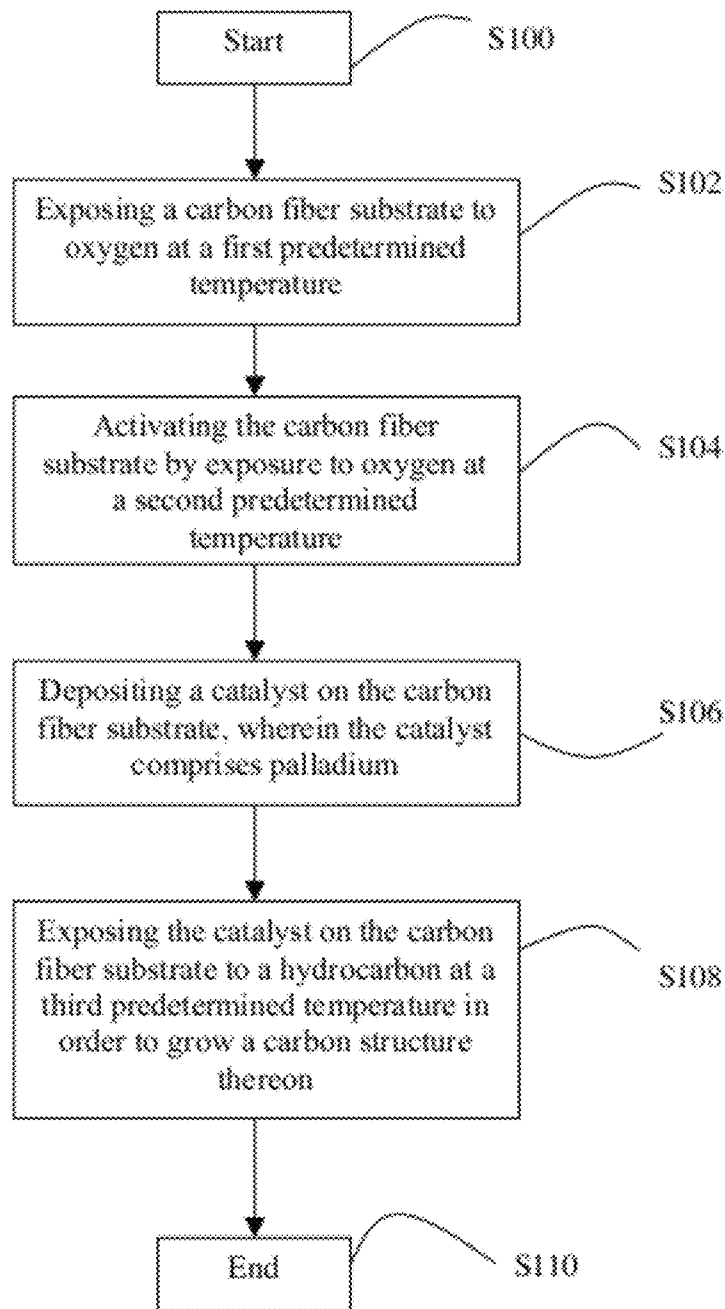 Start
S100
Exposing a carbon fiber substrate to
oxygen at a first predetermined
temperature
S102
Activating the carbon fiber
substrate by exposure to oxygen at
a second predetermined
temperature
S104
Depositing a catalyst on the carbon
fiber substrate, wherein the catalyst
comprises palladium
S106
Exposing the catalyst on the carbon
fiber substrate to a hydrocarbon at a
third predetermined temperature in
order to grow a carbon structure
thereon
S108
End
S110